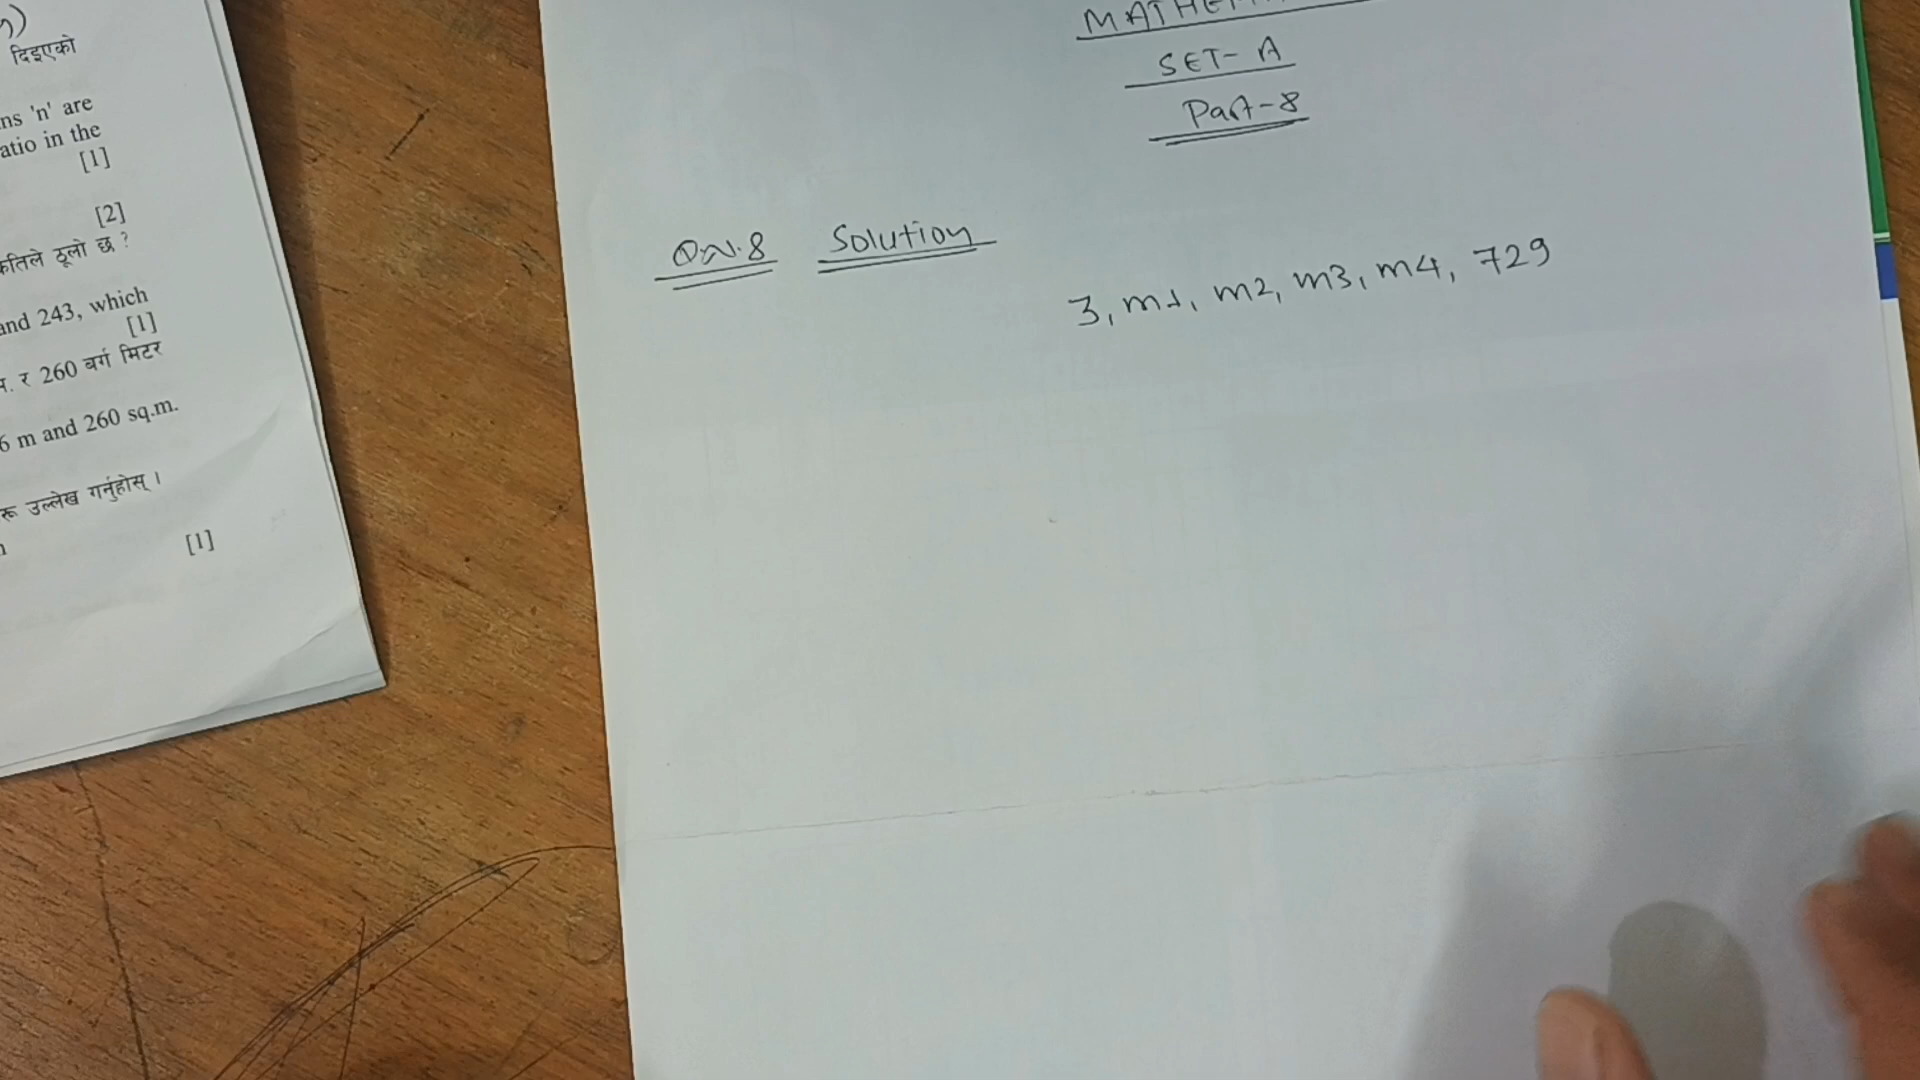 दिइएको
ns 'n' are
atio in the
[1]
[2]
कतिले ठूलो छ ?
and 243, which
[1]
र 260 वर्ग मिटर
6 m and 260 sq.m.
उल्लेख गर्नुहोस् ।
[1]
SET- A
Part-8
QN.8 Solution
3, m1, m2, m3, m4, 729